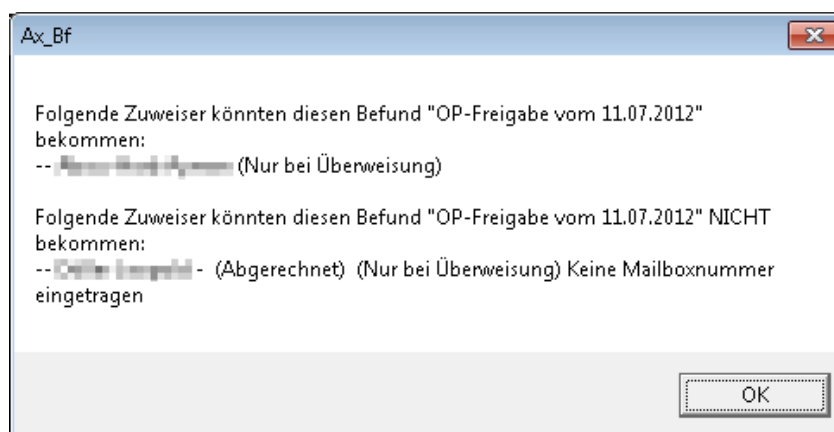 Ax_Bf
Folgende Zuweiser könnten diesen Befund "OP-Freigabe vom 11.07.2012"
bekommen:
-- (Nur bei Überweisung)
Folgende Zuweiser könnten diesen Befund "OP-Freigabe vom 11.07.2012" NICHT
bekommen:
-- - (Abgerechnet) (Nur bei Überweisung) Keine Mailboxnummer
eingetragen
OK